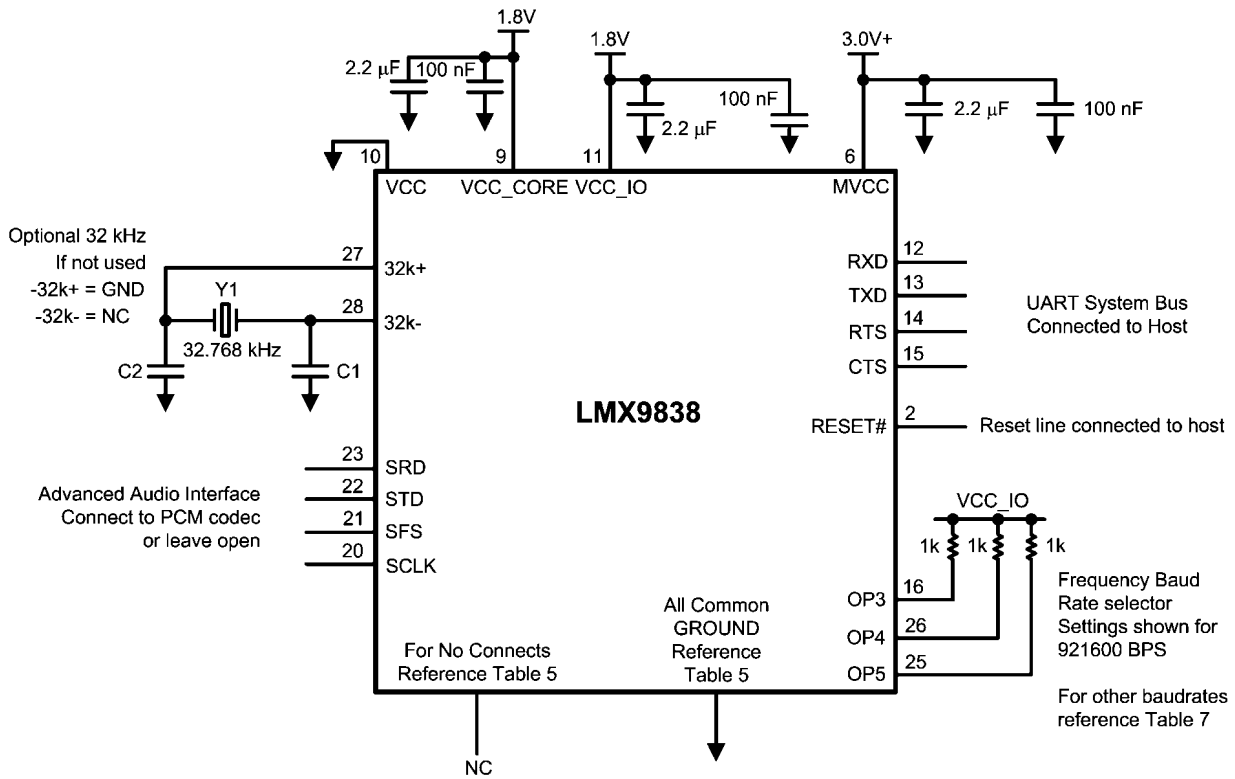 1.8V
1.8V
3.0V+
2.2 μF
100 nF
2.2 μF
100 nF
2.2 μF
100 nF
10
9
11
6
VCC
VCC_CORE
VCC_IO
MVCC
Optional 32 kHz
If not used
-32k+ = GND
-32k- = NC
27
32k+
Y1
28
32k-
32.768 kHz
C2
C1
12
RXD
13
TXD
14
RTS
15
CTS
UART System Bus
Connected to Host
LMX9838
RESET#
2
Reset line connected to host
Advanced Audio Interface
Connect to PCM codec
or leave open
23
SRD
22
STD
21
SFS
20
SCLK
VCC_IO
1k
1k
1k
OP3
16
OP4
26
OP5
25
Frequency Baud
Rate selector
Settings shown for
921600 BPS
For other baudrates
reference Table 7
For No Connects
Reference Table 5
All Common
GROUND
Reference
Table 5
NC